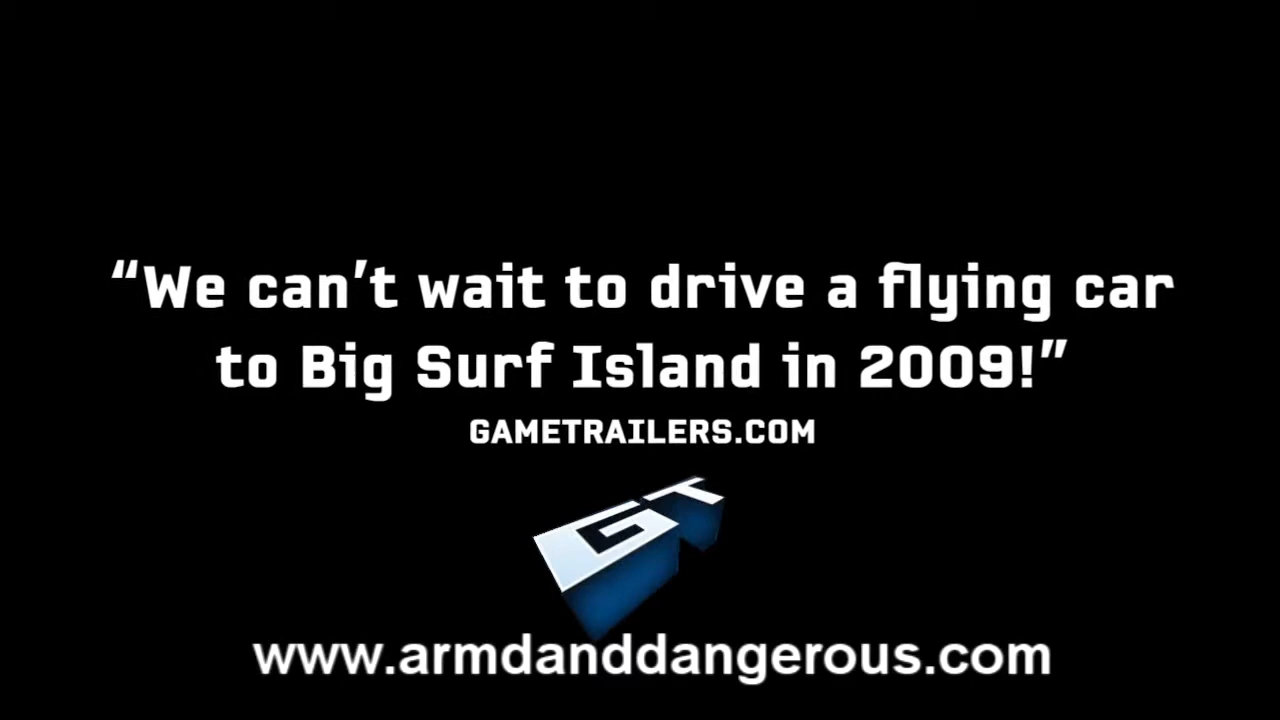 “We can’t wait to drive a flying car
to Big Surf Island in 2009!”
GAMETRAILERS.COM
GT
www.armdanddangerous.com